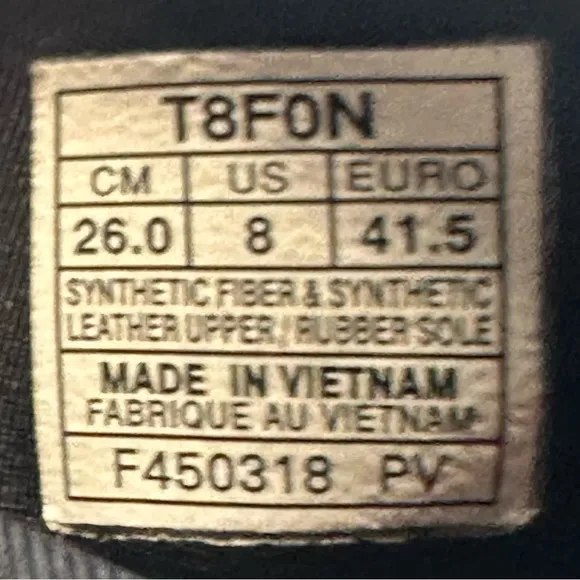 T8F0N
CM US EURO
26.0 8 41.5
SYNTHETIC FIBER & SYNTHETIC
LEATHER UPPER / RUBBER SOLE
MADE IN VIETNAM
FABRIQUE AU VIETNAM
F450318 PV